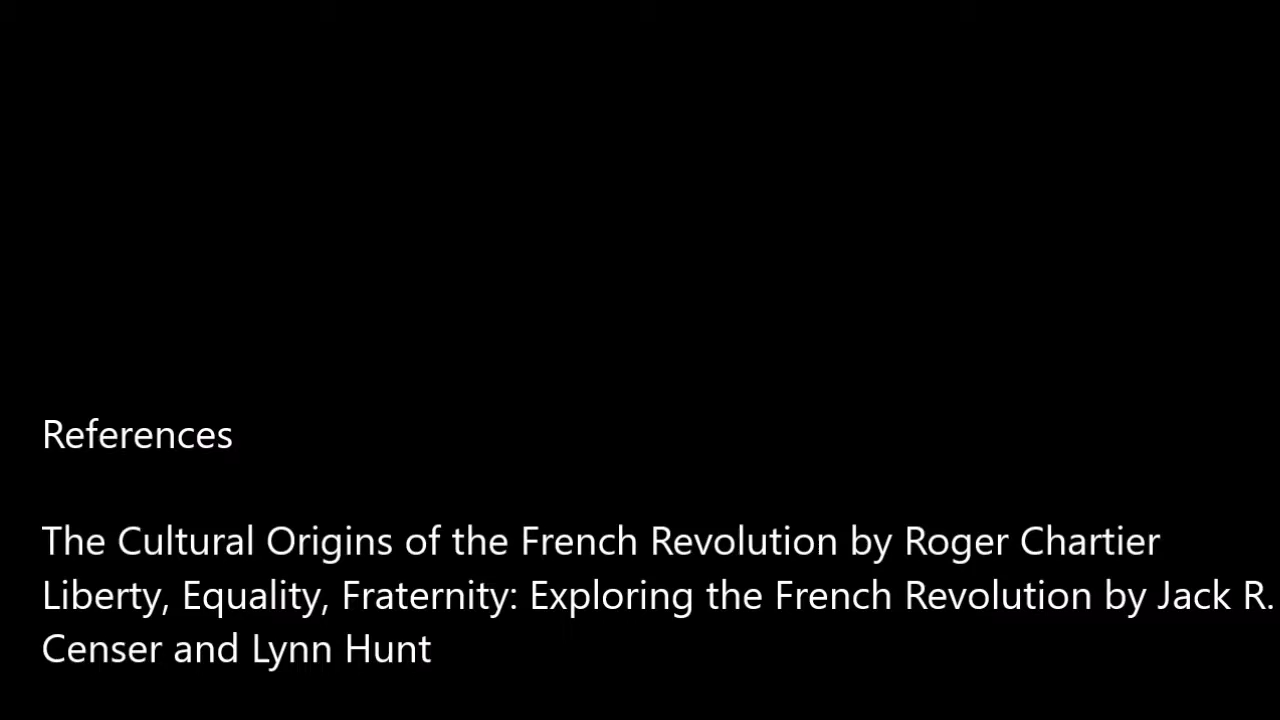 References
The Cultural Origins of the French Revolution by Roger Chartier
Liberty, Equality, Fraternity: Exploring the French Revolution by Jack R.
Censer and Lynn Hunt